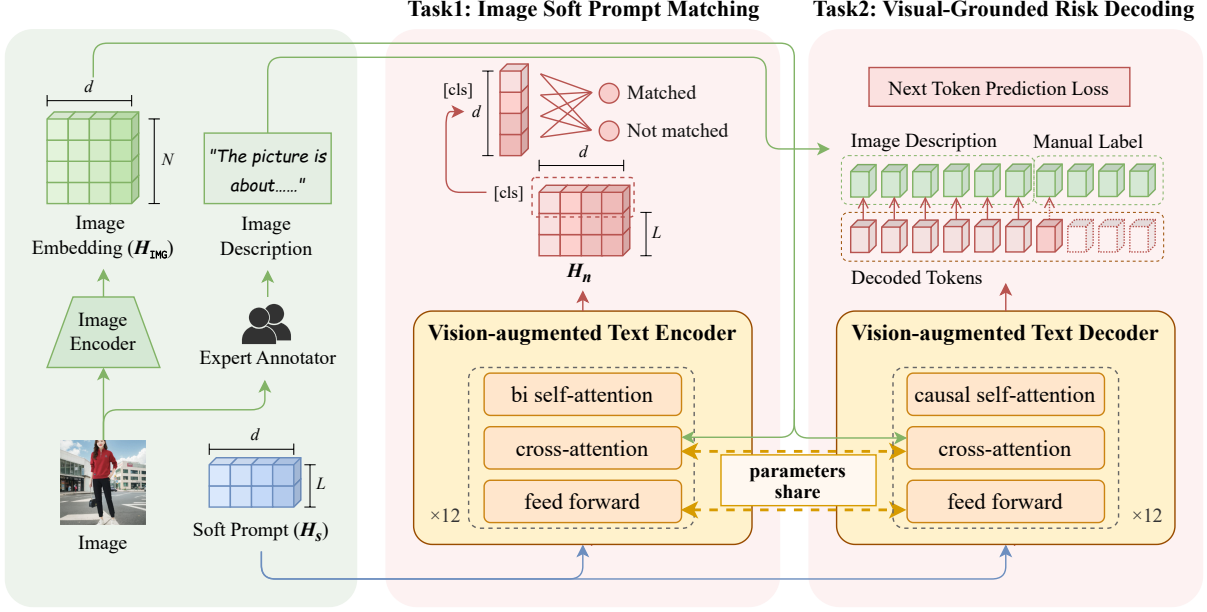 Task1: Image Soft Prompt Matching
Task2: Visual-Grounded Risk Decoding
d
N
Image
Embedding (H_IMG)
"The picture is
about......"
Image
Description
Image
Encoder
Expert Annotator
Image
d
L
Soft Prompt (H_s)
[cls]
d
Matched
Not matched
d
[cls]
L
H_n
Vision-augmented Text Encoder
bi self-attention
cross-attention
feed forward
×12
parameters
share
Next Token Prediction Loss
Image Description
Manual Label
Decoded Tokens
Vision-augmented Text Decoder
causal self-attention
cross-attention
feed forward
×12